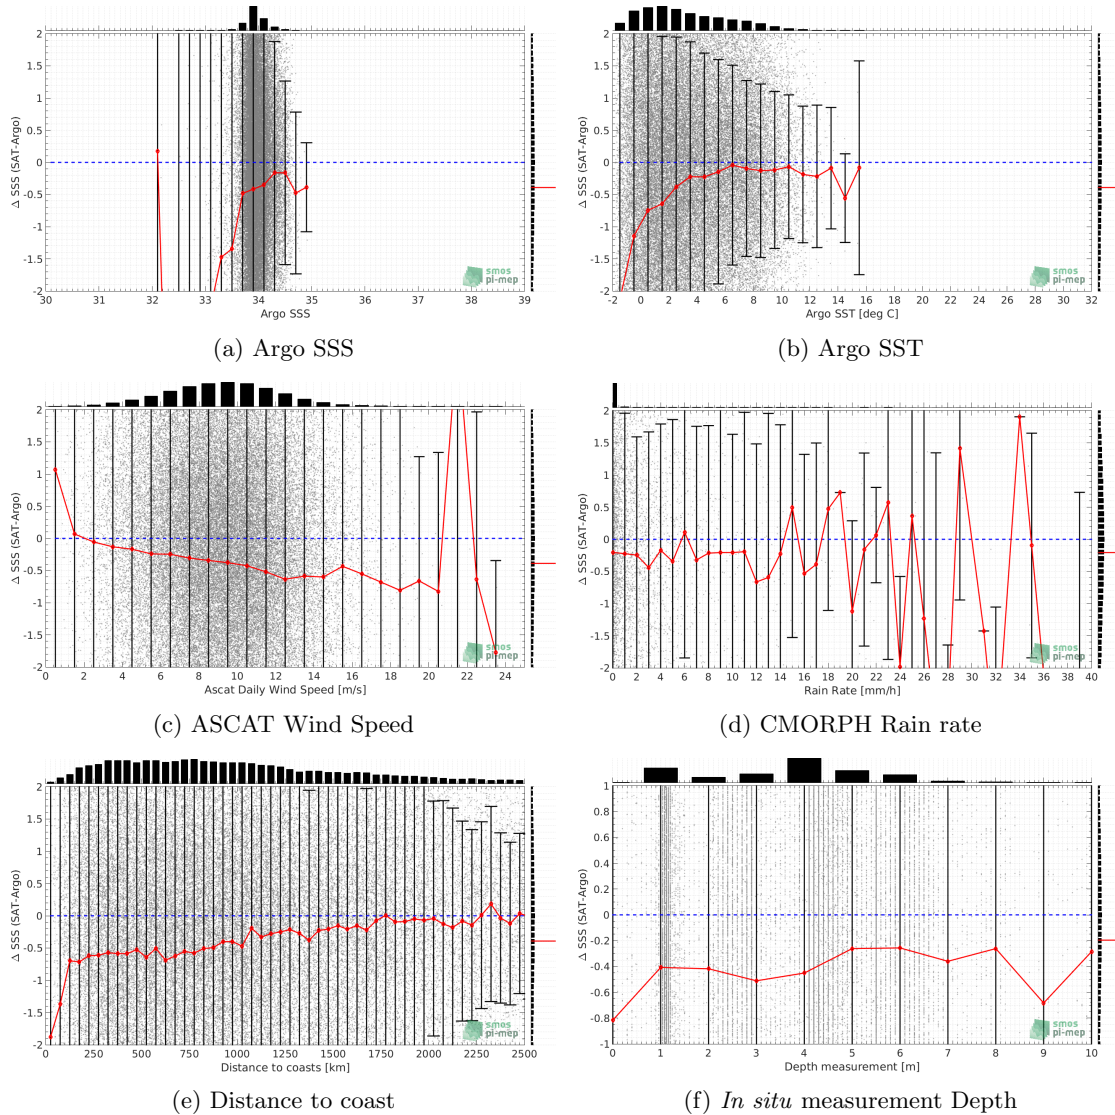 2
1.5
1
0.5
0
-0.5
-1
-1.5
-2
Δ SSS (SAT-Argo)
30 31 32 33 34 35 36 37 38 39
Argo SSS
smos
pi-mep
(a) Argo SSS
2
1.5
1
0.5
0
-0.5
-1
-1.5
-2
Δ SSS (SAT-Argo)
-2 0 2 4 6 8 10 12 14 16 18 20 22 24 26 28 30 32
Argo SST [deg C]
smos
pi-mep
(b) Argo SST
2
1.5
1
0.5
0
-0.5
-1
-1.5
-2
Δ SSS (SAT-Argo)
0 2 4 6 8 10 12 14 16 18 20 22 24
Ascat Daily Wind Speed [m/s]
smos
pi-mep
(c) ASCAT Wind Speed
2
1.5
1
0.5
0
-0.5
-1
-1.5
-2
Δ SSS (SAT-Argo)
0 2 4 6 8 10 12 14 16 18 20 22 24 26 28 30 32 34 36 38 40
Rain Rate [mm/h]
smos
pi-mep
(d) CMORPH Rain rate
2
1.5
1
0.5
0
-0.5
-1
-1.5
-2
Δ SSS (SAT-Argo)
0 250 500 750 1000 1250 1500 1750 2000 2250 2500
Distance to coasts [km]
smos
pi-mep
(e) Distance to coast
1
0.8
0.6
0.4
0.2
0
-0.2
-0.4
-0.6
-0.8
-1
Δ SSS (SAT-Argo)
0 1 2 3 4 5 6 7 8 9 10
Depth measurement [m]
smos
pi-mep
(f) In situ measurement Depth